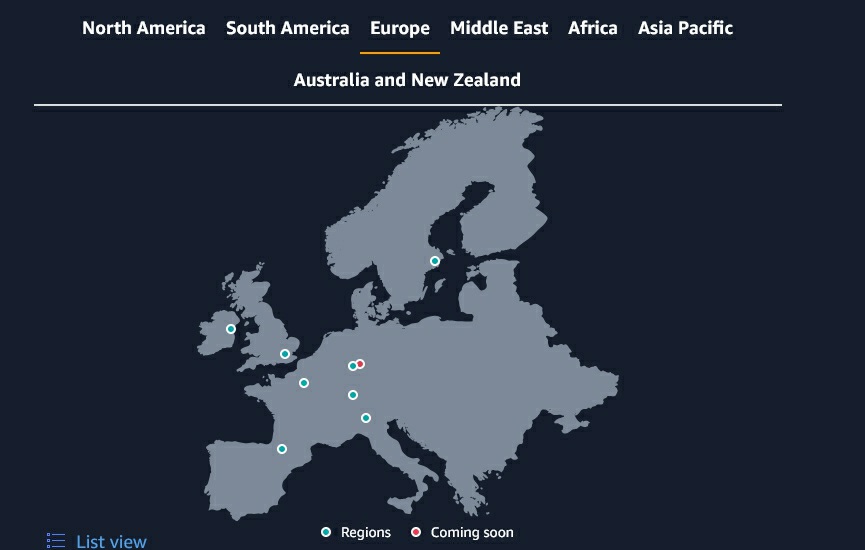 North America South America Europe Middle East Africa Asia Pacific
Australia and New Zealand
Regions Coming soon
List view